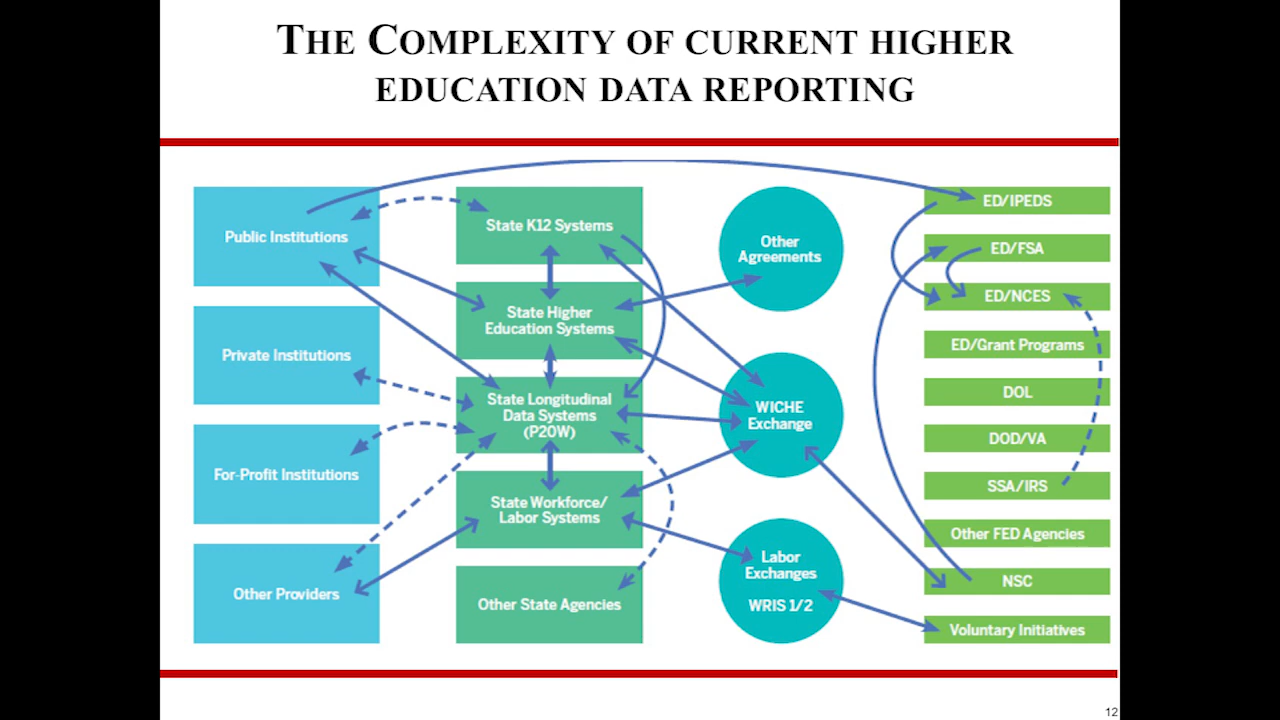 THE COMPLEXITY OF CURRENT HIGHER
EDUCATION DATA REPORTING
Public Institutions
Private Institutions
For-Profit Institutions
Other Providers
State K12 Systems
State Higher
Education Systems
State Longitudinal
Data Systems
(P20W)
State Workforce/
Labor Systems
Other State Agencies
Other
Agreements
WICHE
Exchange
Labor
Exchanges
WRIS 1/2
ED/IPEDS
ED/FSA
ED/NCES
ED/Grant Programs
DOL
DOD/VA
SSA/IRS
Other FED Agencies
NSC
Voluntary Initiatives
12